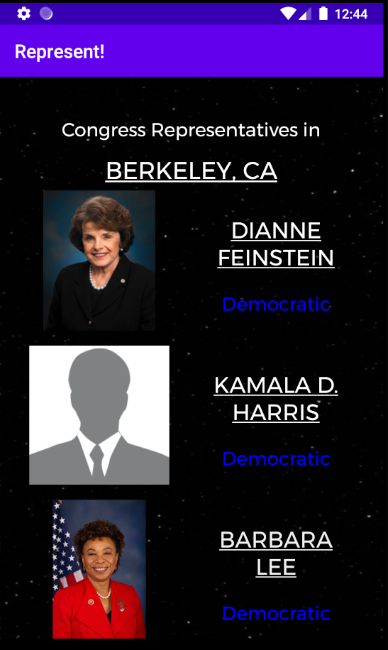 12:44
Represent!
Congress Representatives in
BERKELEY, CA
DIANNE
FEINSTEIN
Democratic
KAMALA D.
HARRIS
Democratic
BARBARA
LEE
Democratic